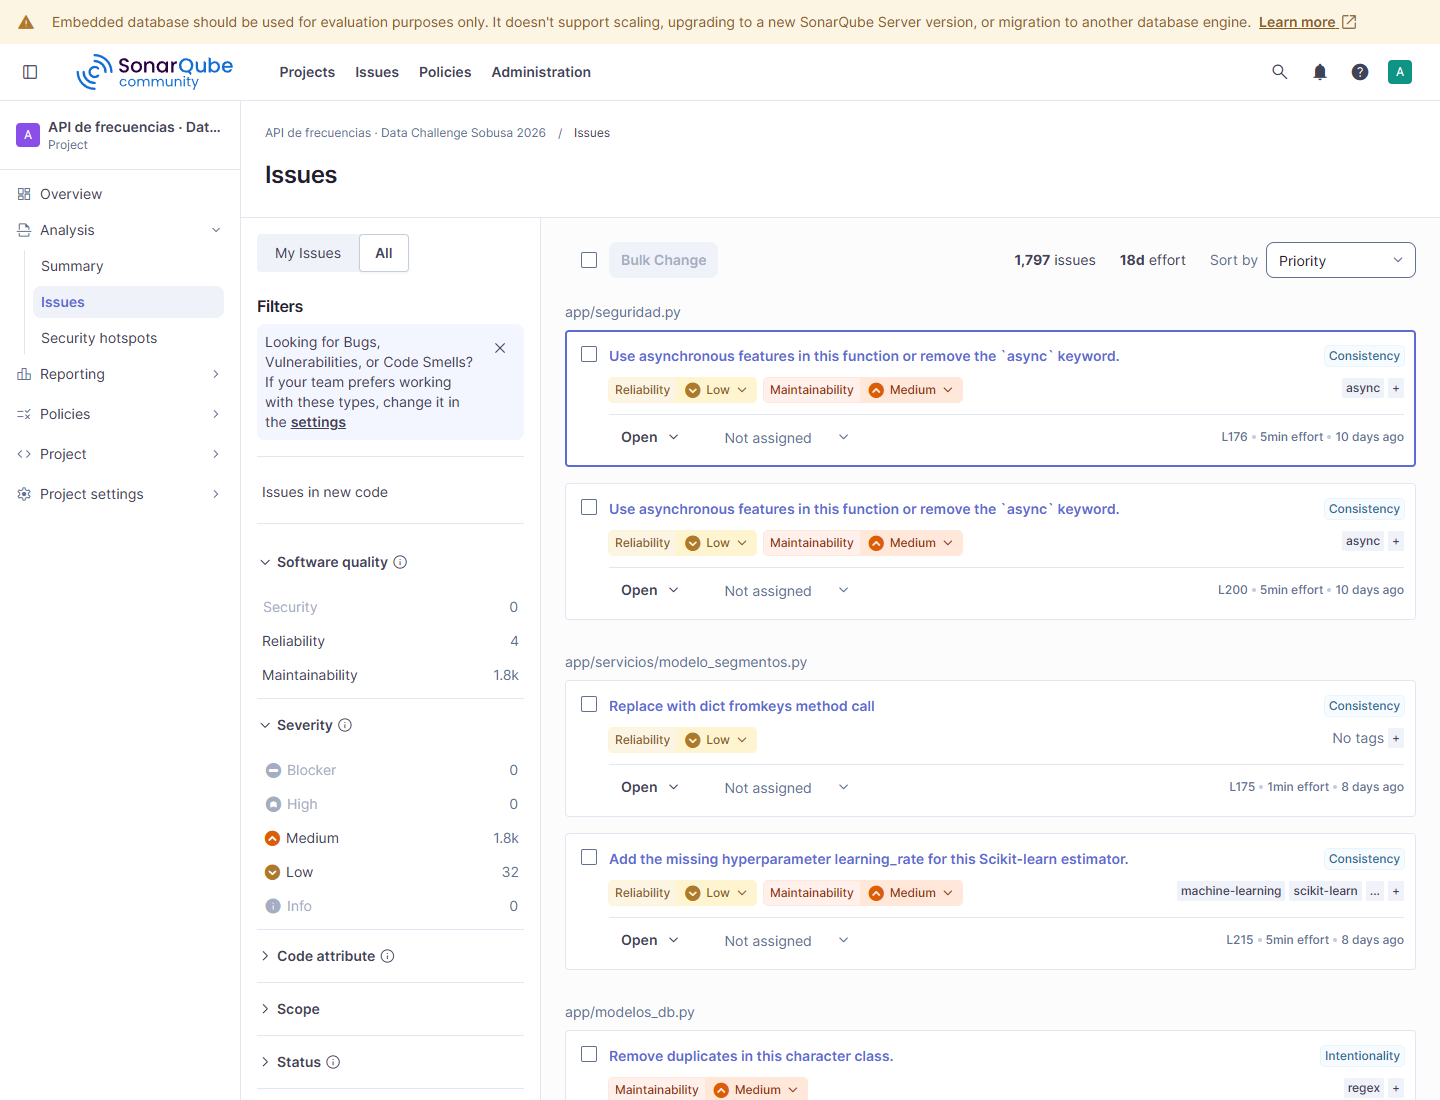 Embedded database should be used for evaluation purposes only. It doesn't support scaling, upgrading to a new SonarQube Server version, or migration to another database engine. Learn more
SonarQube community
Projects Issues Policies Administration
? A
A API de frecuencias · Dat...
Project
Overview
Analysis
Summary
Issues
Security hotspots
Reporting
Policies
Project
Project settings
API de frecuencias · Data Challenge Sobusa 2026 / Issues
Issues
My Issues All
Filters
Looking for Bugs,
Vulnerabilities, or Code Smells?
If your team prefers working
with these types, change it in
the settings
Issues in new code
Software quality
Security 0
Reliability 4
Maintainability 1.8k
Severity
Blocker 0
High 0
Medium 1.8k
Low 32
Info 0
Code attribute
Scope
Status
Bulk Change 1,797 issues 18d effort Sort by Priority
app/seguridad.py
Use asynchronous features in this function or remove the `async` keyword. Consistency
Reliability Low Maintainability Medium async +
Open Not assigned L176 • 5min effort • 10 days ago
Use asynchronous features in this function or remove the `async` keyword. Consistency
Reliability Low Maintainability Medium async +
Open Not assigned L200 • 5min effort • 10 days ago
app/servicios/modelo_segmentos.py
Replace with dict fromkeys method call Consistency
Reliability Low No tags +
Open Not assigned L175 • 1min effort • 8 days ago
Add the missing hyperparameter learning_rate for this Scikit-learn estimator. Consistency
Reliability Low Maintainability Medium machine-learning scikit-learn ... +
Open Not assigned L215 • 5min effort • 8 days ago
app/modelos_db.py
Remove duplicates in this character class. Intentionality
Maintainability Medium regex +